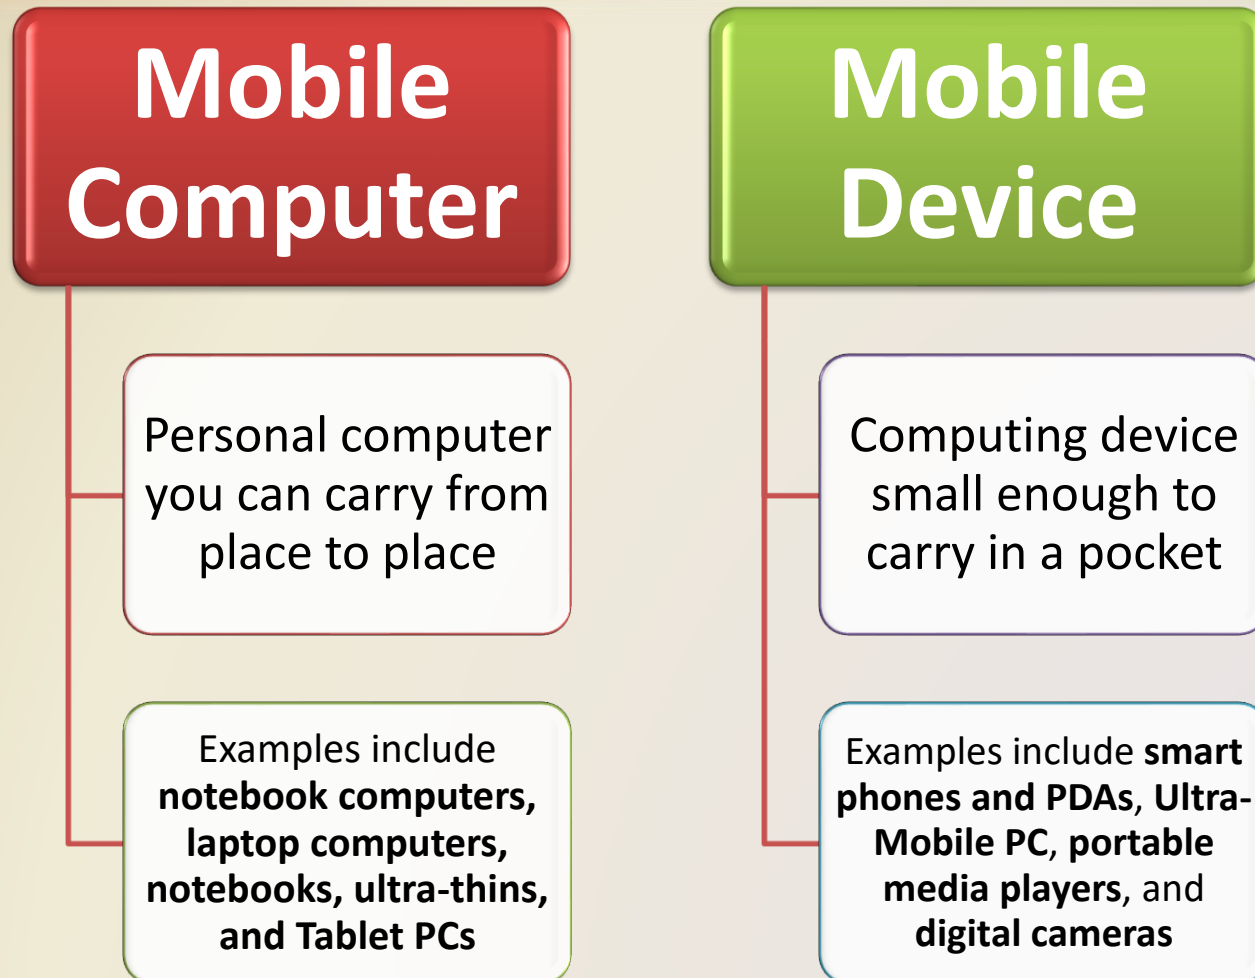 Mobile
Computer
Personal computer
you can carry from
place to place
Examples include
notebook computers,
laptop computers,
notebooks, ultra-thins,
and Tablet PCs
Mobile
Device
Computing device
small enough to
carry in a pocket
Examples include smart
phones and PDAs, Ultra-
Mobile PC, portable
media players, and
digital cameras